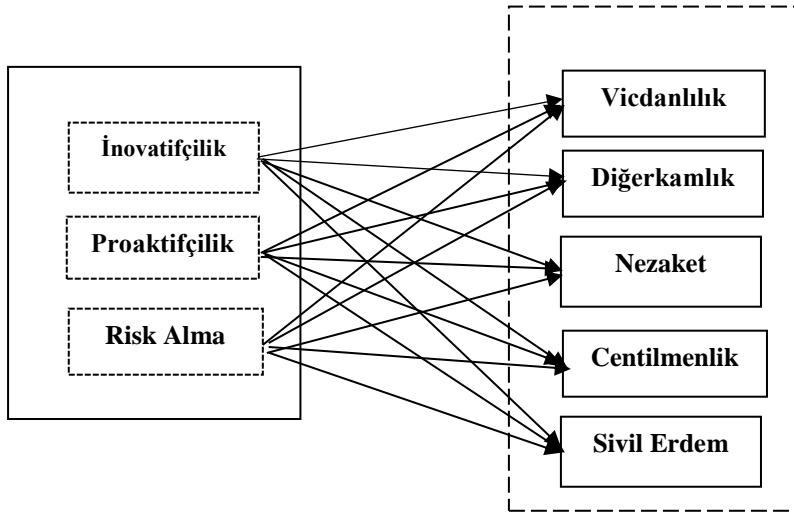 İnovatifçilik
Proaktifçilik
Risk Alma
Vicdanlılık
Diğerkamlık
Nezaket
Centilmenlik
Sivil Erdem